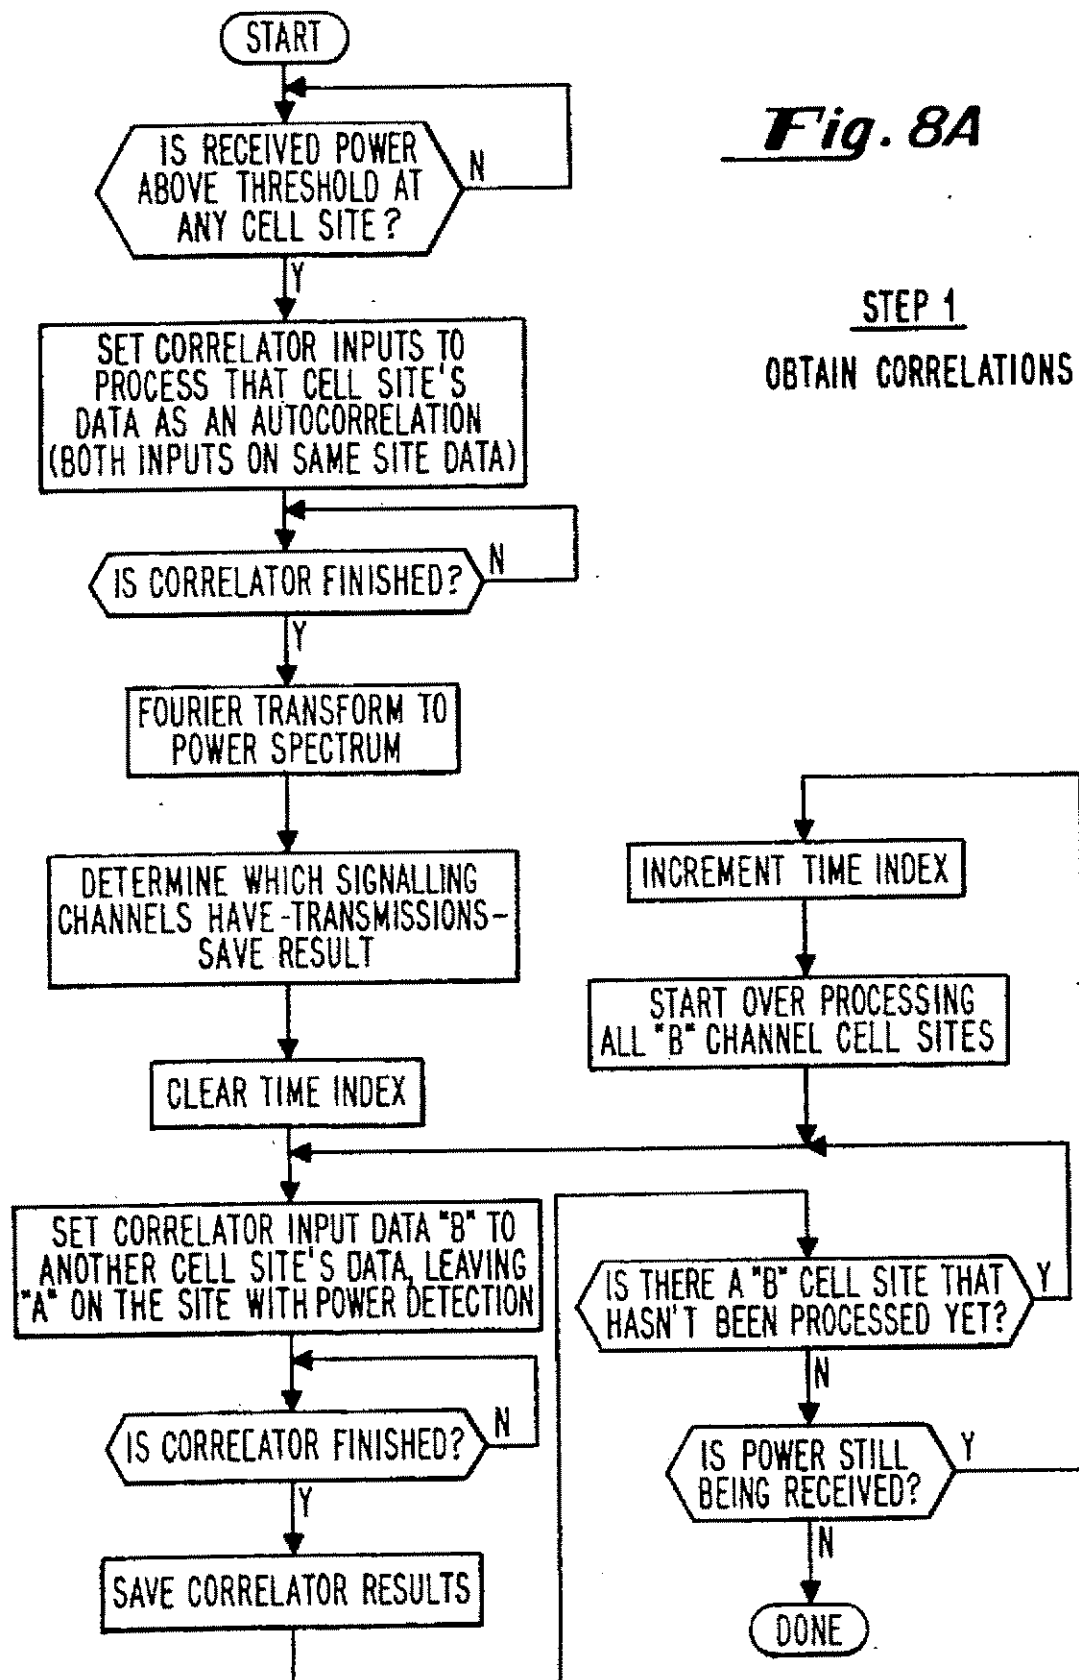 START
Fig. 8A
IS RECEIVED POWER
ABOVE THRESHOLD AT
ANY CELL SITE?
N
Y
STEP 1
OBTAIN CORRELATIONS
SET CORRELATOR INPUTS TO
PROCESS THAT CELL SITE'S
DATA AS AN AUTOCORRELATION
(BOTH INPUTS ON SAME SITE DATA)
IS CORRELATOR FINISHED?
N
Y
FOURIER TRANSFORM TO
POWER SPECTRUM
DETERMINE WHICH SIGNALLING
CHANNELS HAVE-TRANSMISSIONS-
SAVE RESULT
CLEAR TIME INDEX
SET CORRELATOR INPUT DATA "B" TO
ANOTHER CELL SITE'S DATA, LEAVING
"A" ON THE SITE WITH POWER DETECTION
IS CORRELATOR FINISHED?
N
Y
SAVE CORRELATOR RESULTS
INCREMENT TIME INDEX
START OVER PROCESSING
ALL "B" CHANNEL CELL SITES
IS THERE A "B" CELL SITE THAT
HASN'T BEEN PROCESSED YET?
Y
N
IS POWER STILL
BEING RECEIVED?
Y
N
DONE